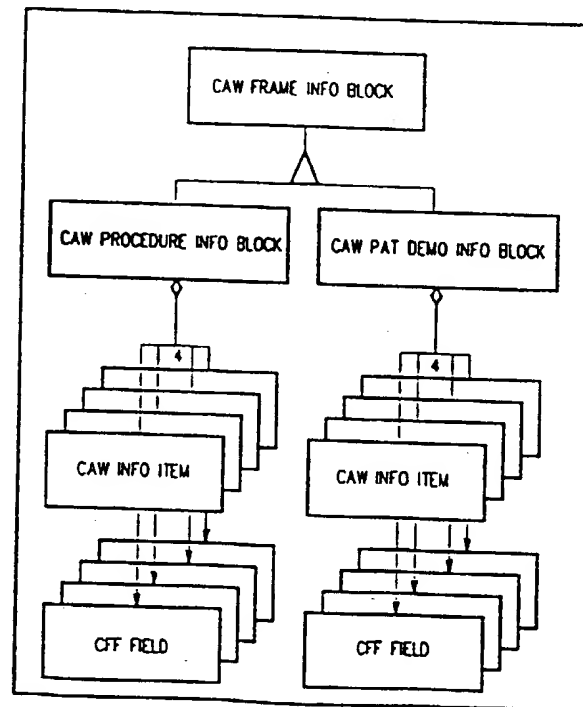 CAW FRAME INFO BLOCK
CAW PROCEDURE INFO BLOCK
CAW PAT DEMO INFO BLOCK
4
4
CAW INFO ITEM
CAW INFO ITEM
CFF FIELD
CFF FIELD